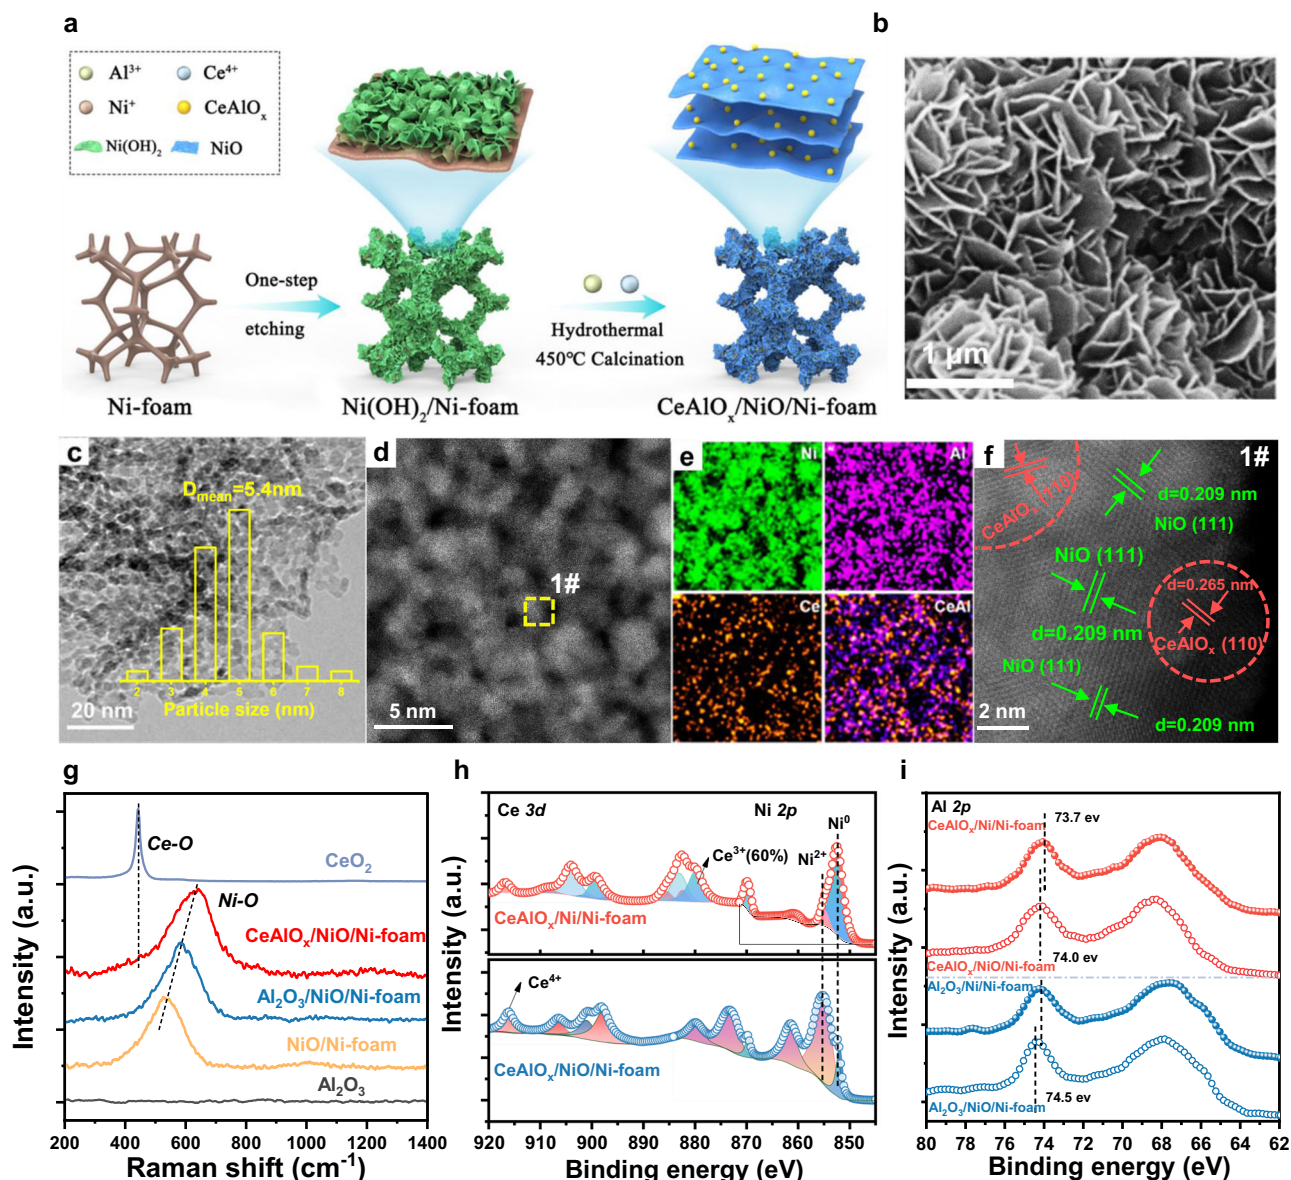 a
Al³⁺
Ce⁴⁺
Ni⁺
CeAlOₓ
Ni(OH)₂
NiO
One-step
etching
Hydrothermal
450℃ Calcination
Ni-foam
Ni(OH)₂/Ni-foam
CeAlOₓ/NiO/Ni-foam
b
1 μm
c
Dmean=5.4nm
2 3 4 5 6 7 8
Particle size (nm)
20 nm
d
1#
5 nm
e
Ni
Al
Ce
CeAl
f
1#
CeAlOₓ (110)
d=0.209 nm
NiO (111)
NiO (111)
d=0.209 nm
d=0.265 nm
CeAlOₓ (110)
NiO (111)
d=0.209 nm
2 nm
g
Ce-O
CeO₂
Ni-O
CeAlOₓ/NiO/Ni-foam
Al₂O₃/NiO/Ni-foam
NiO/Ni-foam
Al₂O₃
Intensity (a.u.)
200 400 600 800 1000 1200 1400
Raman shift (cm⁻¹)
h
Ce 3d
Ni 2p
Ni⁰
Ce³⁺(60%)
Ni²⁺
CeAlOₓ/Ni/Ni-foam
Ce⁴⁺
CeAlOₓ/NiO/Ni-foam
Intensity (a.u.)
920 910 900 890 880 870 860 850
Binding energy (eV)
i
Al 2p
73.7 ev
CeAlOₓ/Ni/Ni-foam
74.0 ev
CeAlOₓ/NiO/Ni-foam
Al₂O₃/Ni/Ni-foam
74.5 ev
Al₂O₃/NiO/Ni-foam
Intensity (a.u.)
80 78 76 74 72 70 68 66 64 62
Binding energy (eV)